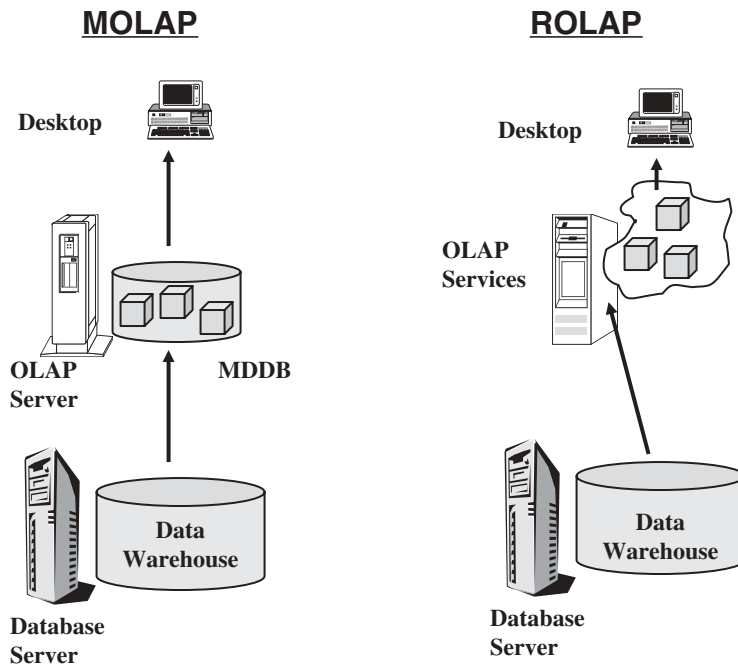 MOLAP
Desktop
OLAP
Server
MDDB
Data
Warehouse
Database
Server
ROLAP
Desktop
OLAP
Services
Data
Warehouse
Database
Server